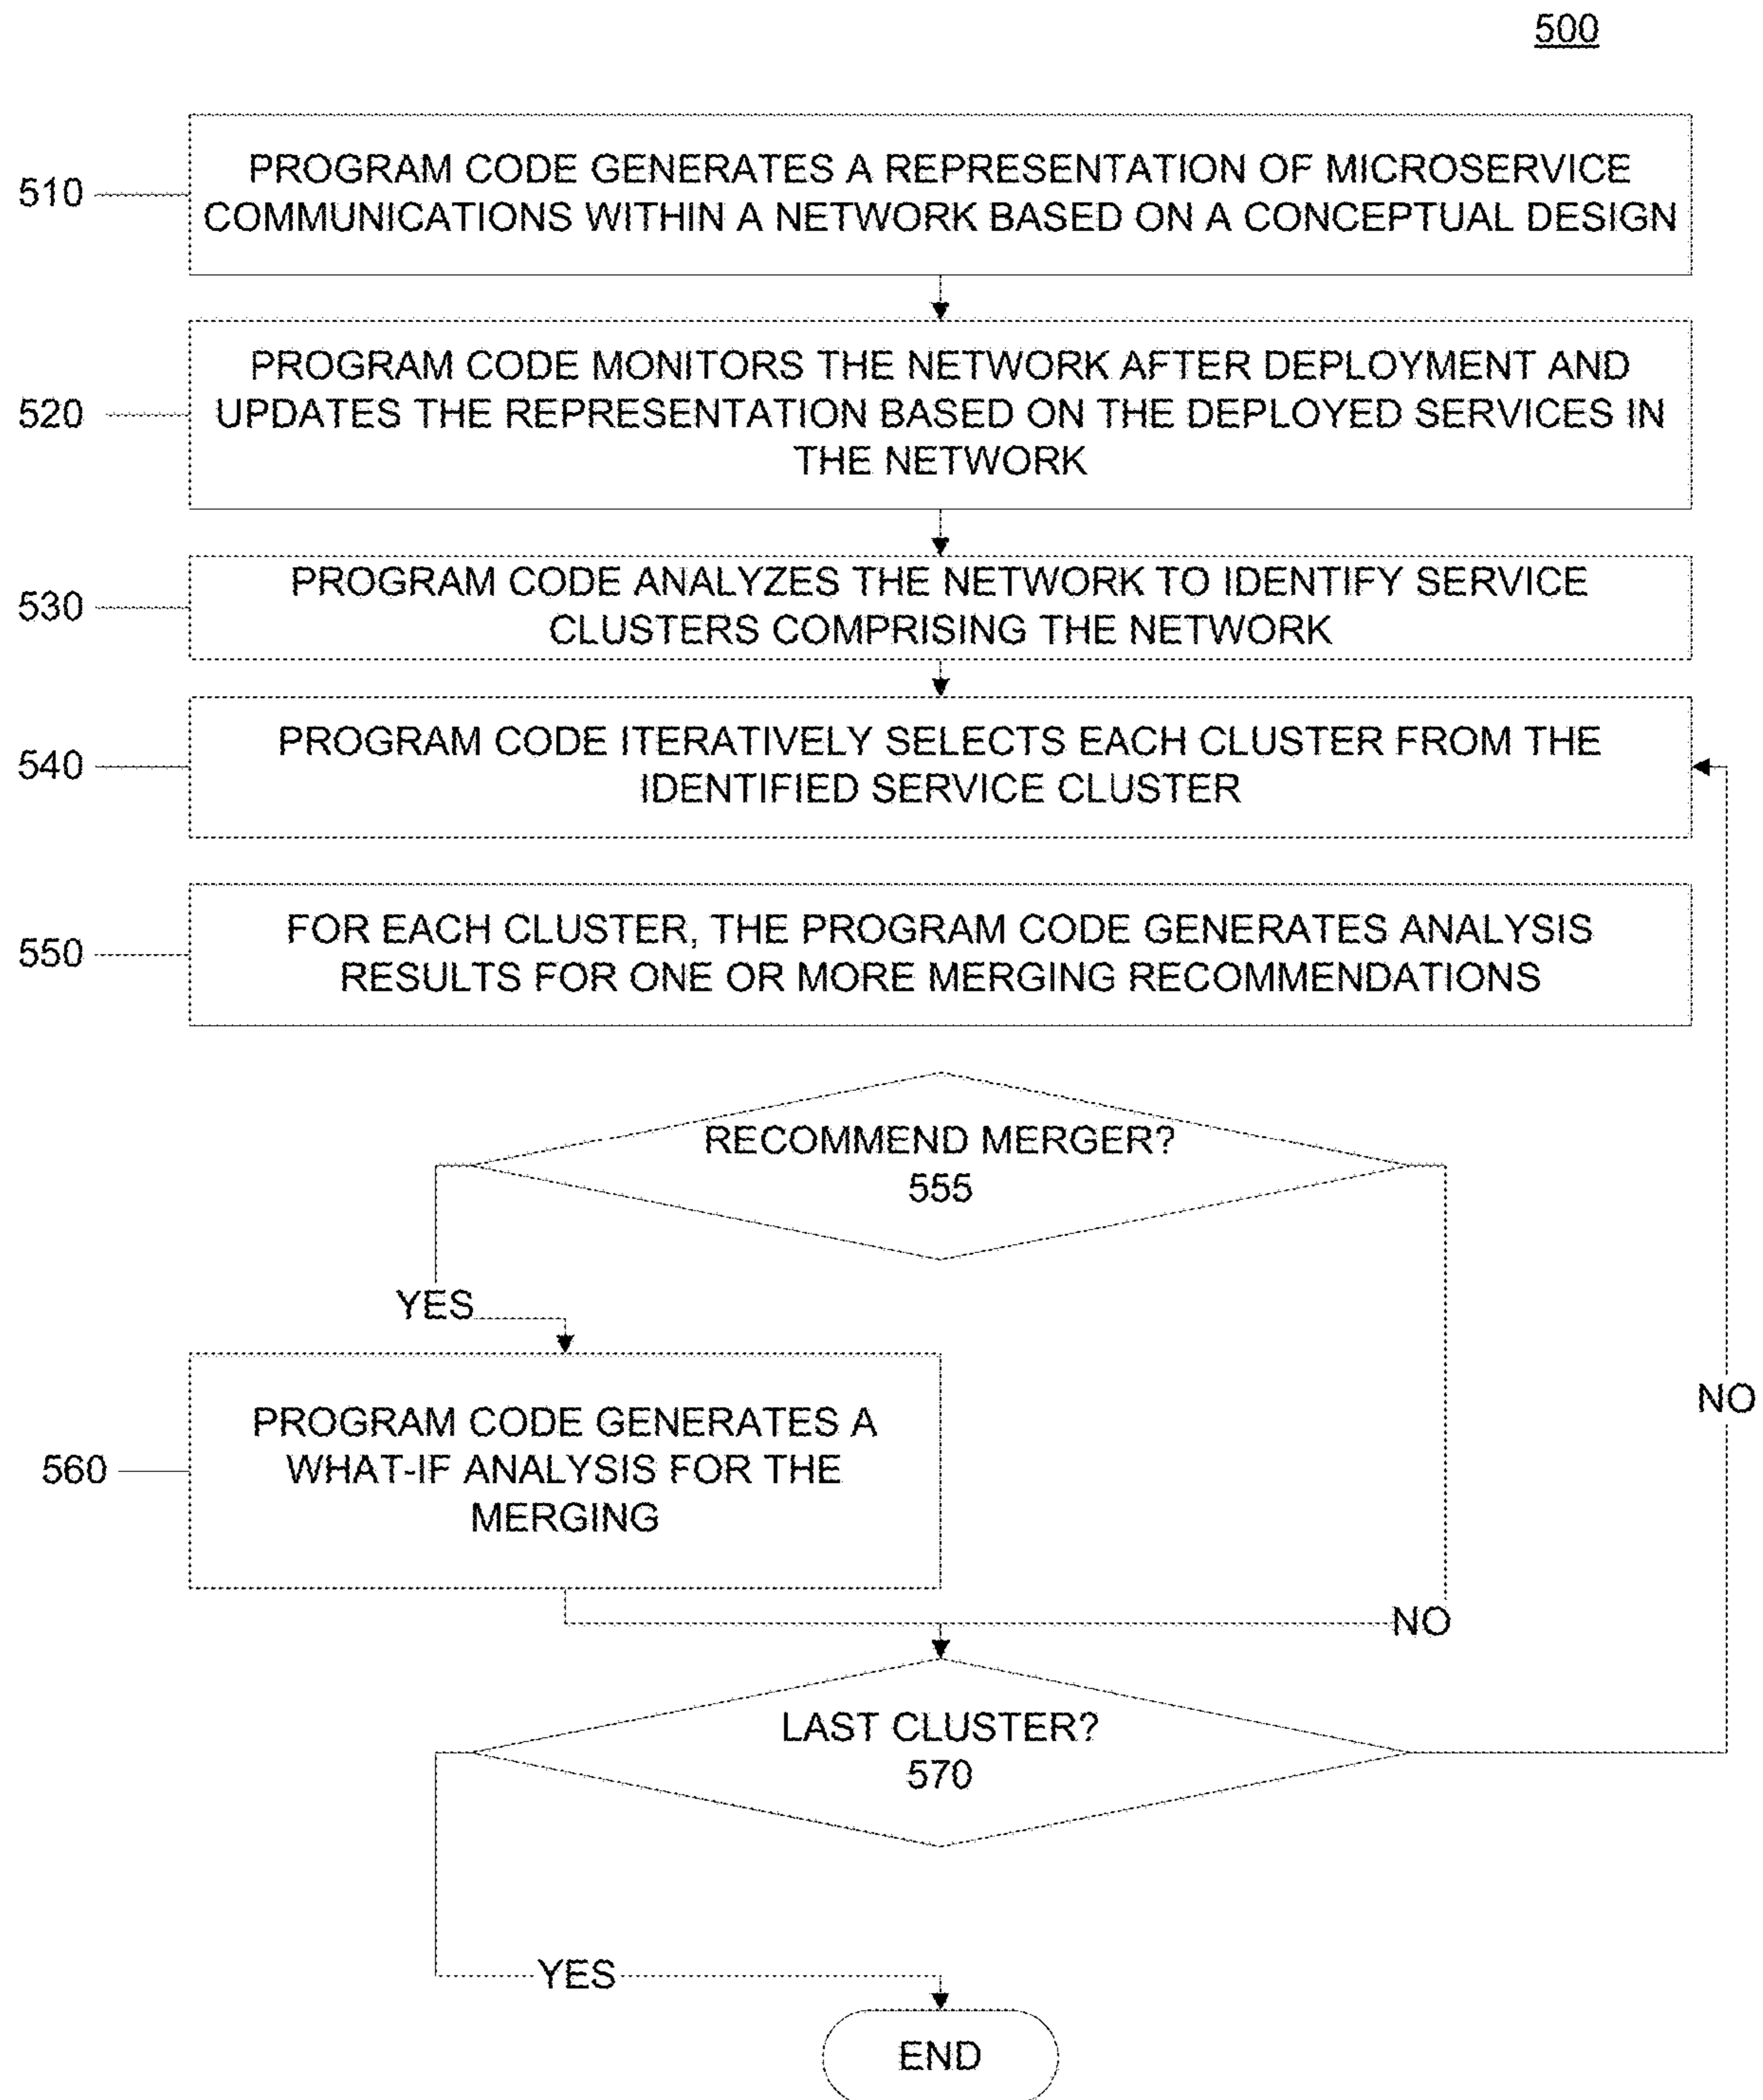 500
510
PROGRAM CODE GENERATES A REPRESENTATION OF MICROSERVICE
COMMUNICATIONS WITHIN A NETWORK BASED ON A CONCEPTUAL DESIGN
520
PROGRAM CODE MONITORS THE NETWORK AFTER DEPLOYMENT AND
UPDATES THE REPRESENTATION BASED ON THE DEPLOYED SERVICES IN
THE NETWORK
530
PROGRAM CODE ANALYZES THE NETWORK TO IDENTIFY SERVICE
CLUSTERS COMPRISING THE NETWORK
540
PROGRAM CODE ITERATIVELY SELECTS EACH CLUSTER FROM THE
IDENTIFIED SERVICE CLUSTER
550
FOR EACH CLUSTER, THE PROGRAM CODE GENERATES ANALYSIS
RESULTS FOR ONE OR MORE MERGING RECOMMENDATIONS
RECOMMEND MERGER?
555
YES
NO
560
PROGRAM CODE GENERATES A
WHAT-IF ANALYSIS FOR THE
MERGING
NO
LAST CLUSTER?
570
YES
END